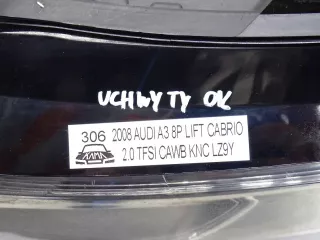 UCHWYTY OK
306 2008 AUDI A3 8P LIFT CABRIO
2.0 TFSI CAWB KNC LZ9Y